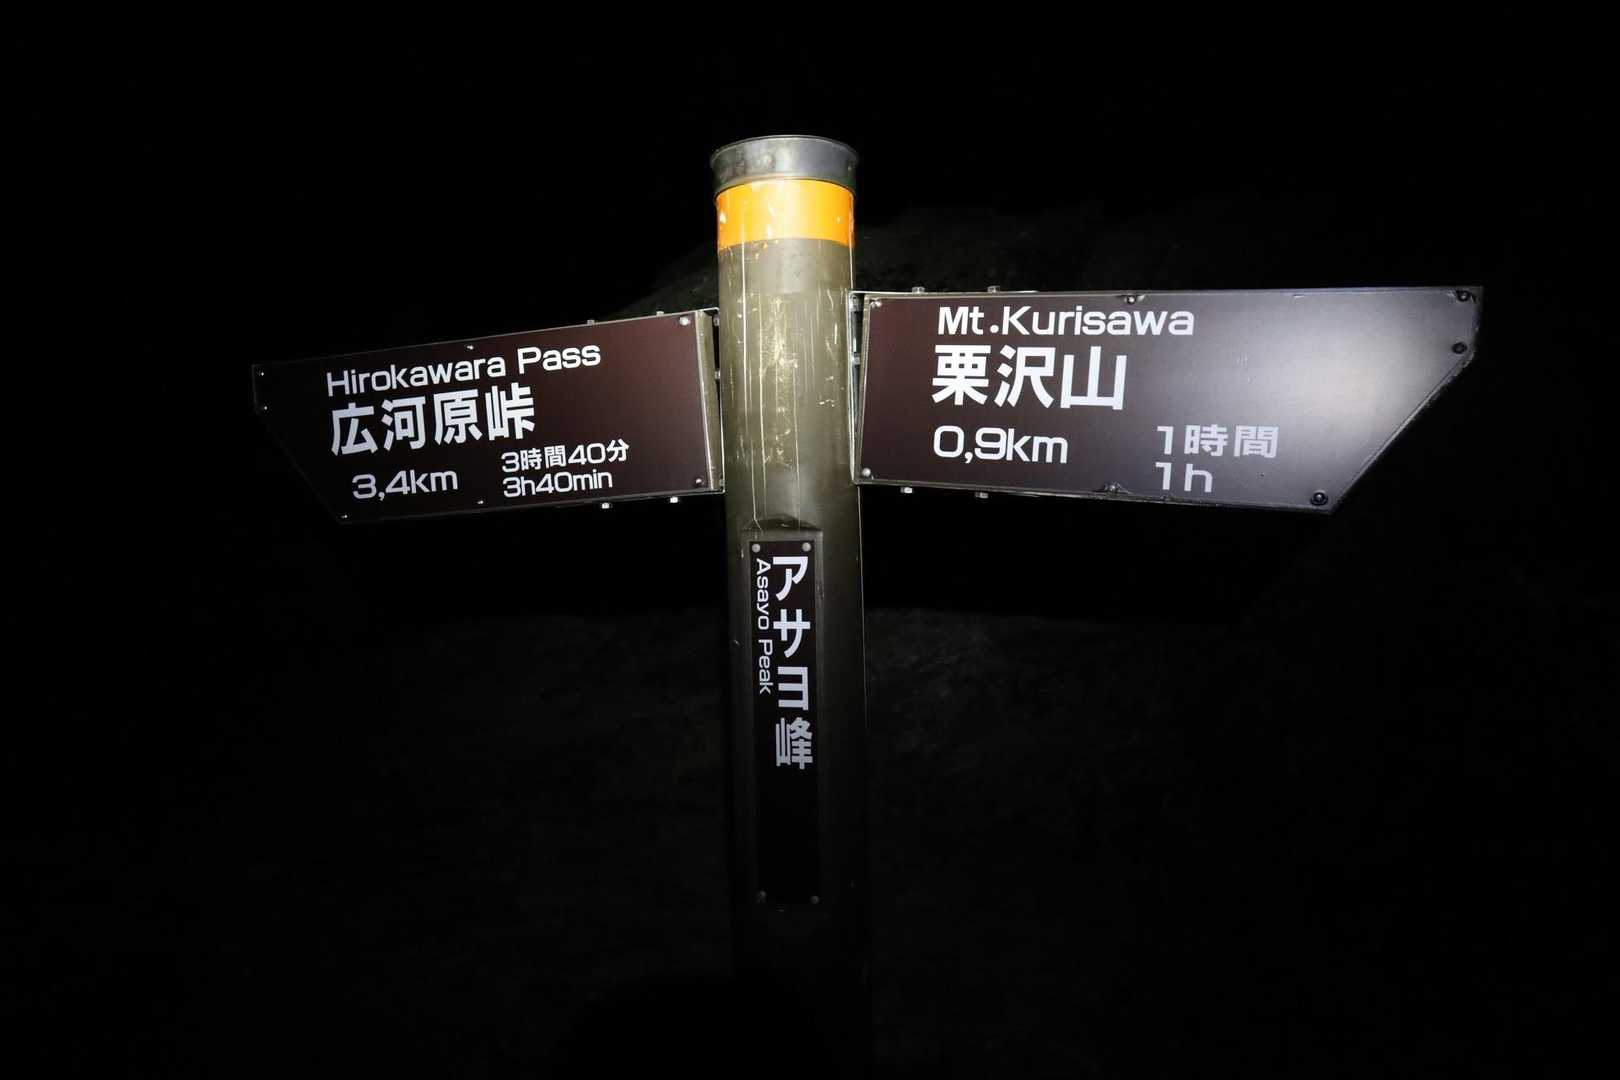 Hirokawara Pass
広河原峠
3,4km
3時間40分
3h40min
Mt.Kurisawa
栗沢山
0,9km
1時間
1h
アサヨ峰
Asayo Peak